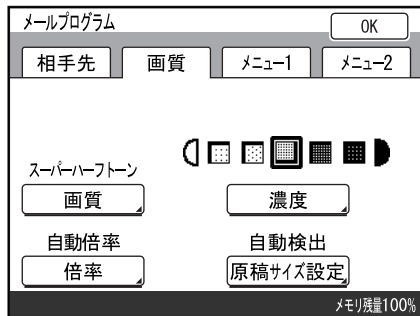 メールプログラム
OK
相手先 画質 メニュー1 メニュー2
スーパーハーフトーン
画質 濃度
自動倍率 自動検出
倍率 原稿サイズ設定
メモリ残量100%